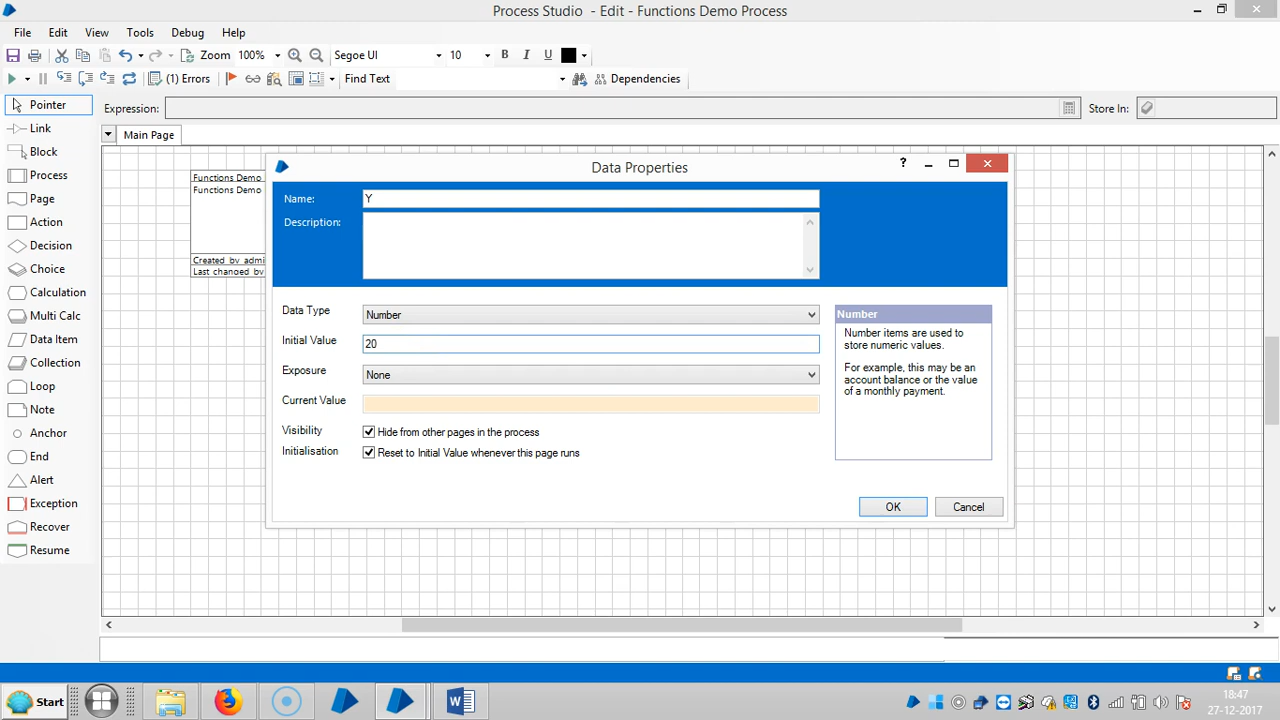 Process Studio - Edit - Functions Demo Process
File Edit View Tools Debug Help
Zoom 100% Segoe UI 10 B I U
(1) Errors Find Text Dependencies
Pointer Expression: Store In:
Link Main Page
Block
Process
Page
Action
Decision
Choice
Calculation
Multi Calc
Data Item
Collection
Loop
Note
Anchor
End
Alert
Exception
Recover
Resume
Functions Demo
Functions Demo
Created by admi
Last changed by
Data Properties
?
Name: Y
Description:
Data Type Number
Initial Value 20
Exposure None
Current Value
Visibility Hide from other pages in the process
Initialisation Reset to Initial Value whenever this page runs
Number
Number items are used to
store numeric values.
For example, this may be an
account balance or the value
of a monthly payment.
OK Cancel
Start
18:47
27-12-2017